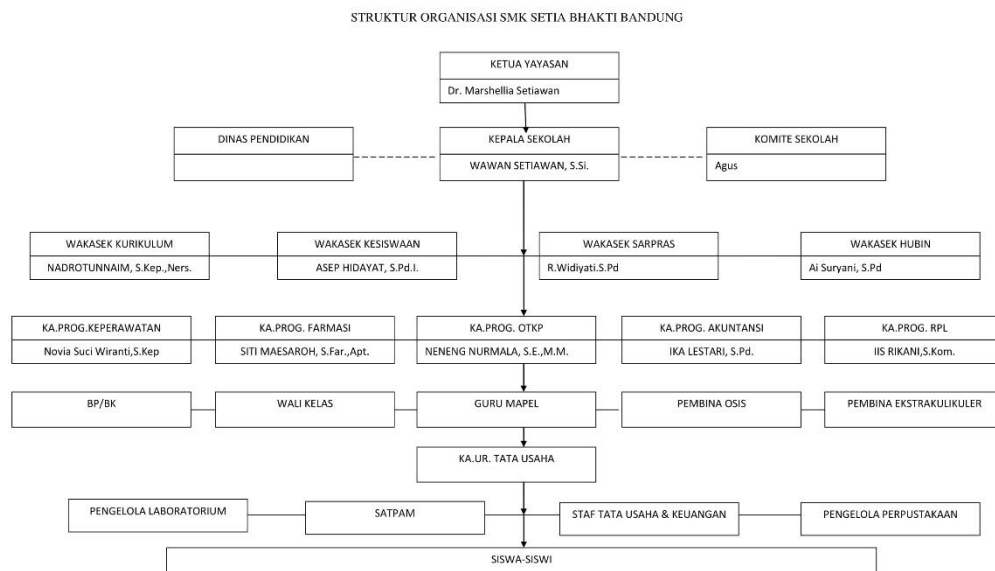 STRUKTUR ORGANISASI SMK SETIA BHAKTI BANDUNG
KETUA YAYASAN
Dr. Marshellia Setiawan
DINAS PENDIDIKAN
KEPALA SEKOLAH
WAWAN SETIAWAN, S.Si.
KOMITE SEKOLAH
Agus
WAKASEK KURIKULUM
NADROTUNNAIM, S.Kep.,Ners.
WAKASEK KESISWAAN
ASEP HIDAYAT, S.Pd.I.
WAKASEK SARPRAS
R.Widiyati.S.Pd
WAKASEK HUBIN
Ai Suryani, S.Pd
KA.PROG.KEPERAWATAN
Novia Suci Wiranti,S.Kep
KA.PROG. FARMASI
SITI MAESAROH, S.Far.,Apt.
KA.PROG. OTKP
NENENG NURMALA, S.E.,M.M.
KA.PROG. AKUNTANSI
IKA LESTARI, S.Pd.
KA.PROG. RPL
IIS RIKANI,S.Kom.
BP/BK
WALI KELAS
GURU MAPEL
PEMBINA OSIS
PEMBINA EKSTRAKULIKULER
KA.UR. TATA USAHA
PENGELOLA LABORATORIUM
SATPAM
STAF TATA USAHA & KEUANGAN
PENGELOLA PERPUSTAKAAN
SISWA-SISWI